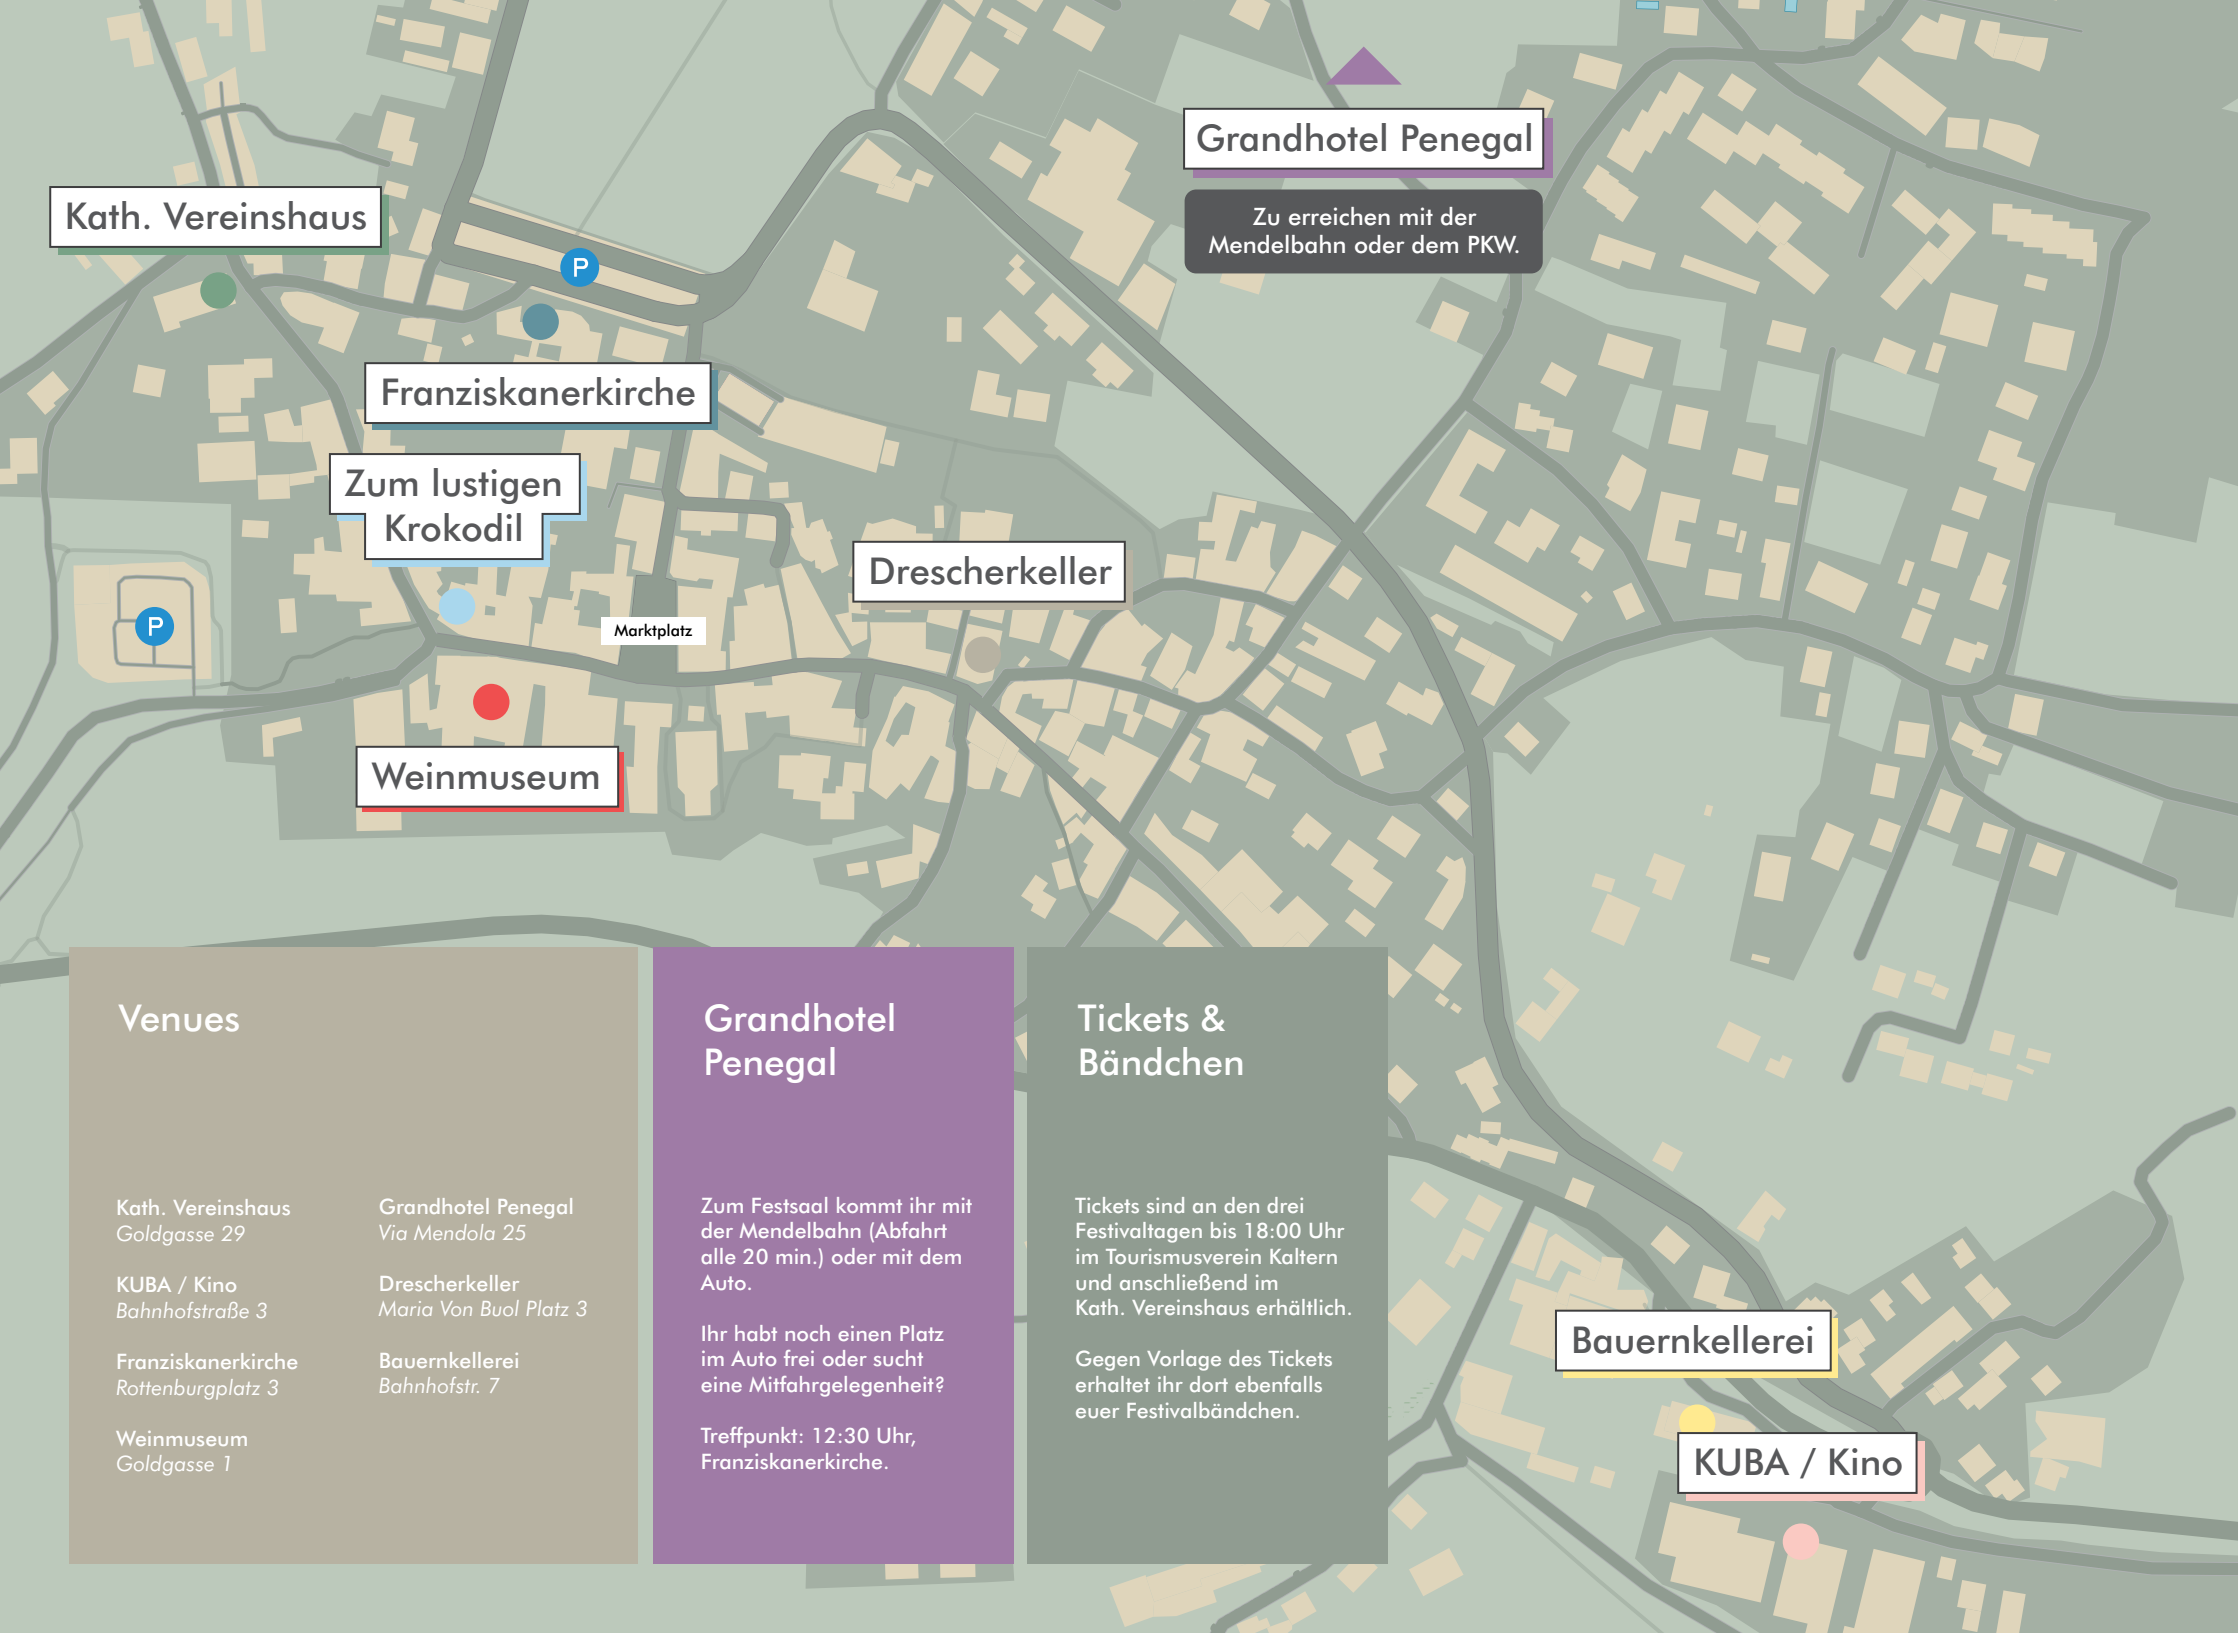 Grandhotel Penegal
Zu erreichen mit der
Mendelbahn oder dem PKW.
Kath. Vereinshaus
P
Franziskanerkirche
Zum lustigen
Krokodil
Drescherkeller
P
Marktplatz
Weinmuseum
Bauernkellerei
KUBA / Kino
Venues
Kath. Vereinshaus
Goldgasse 29
KUBA / Kino
Bahnhofstraße 3
Franziskanerkirche
Rottenburgplatz 3
Weinmuseum
Goldgasse 1
Grandhotel Penegal
Via Mendola 25
Drescherkeller
Maria Von Buol Platz 3
Bauernkellerei
Bahnhofstr. 7
Grandhotel
Penegal
Zum Festsaal kommt ihr mit
der Mendelbahn (Abfahrt
alle 20 min.) oder mit dem
Auto.
Ihr habt noch einen Platz
im Auto frei oder sucht
eine Mitfahrgelegenheit?
Treffpunkt: 12:30 Uhr,
Franziskanerkirche.
Tickets &
Bändchen
Tickets sind an den drei
Festivaltagen bis 18:00 Uhr
im Tourismusverein Kaltern
und anschließend im
Kath. Vereinshaus erhältlich.
Gegen Vorlage des Tickets
erhaltet ihr dort ebenfalls
euer Festivalbändchen.